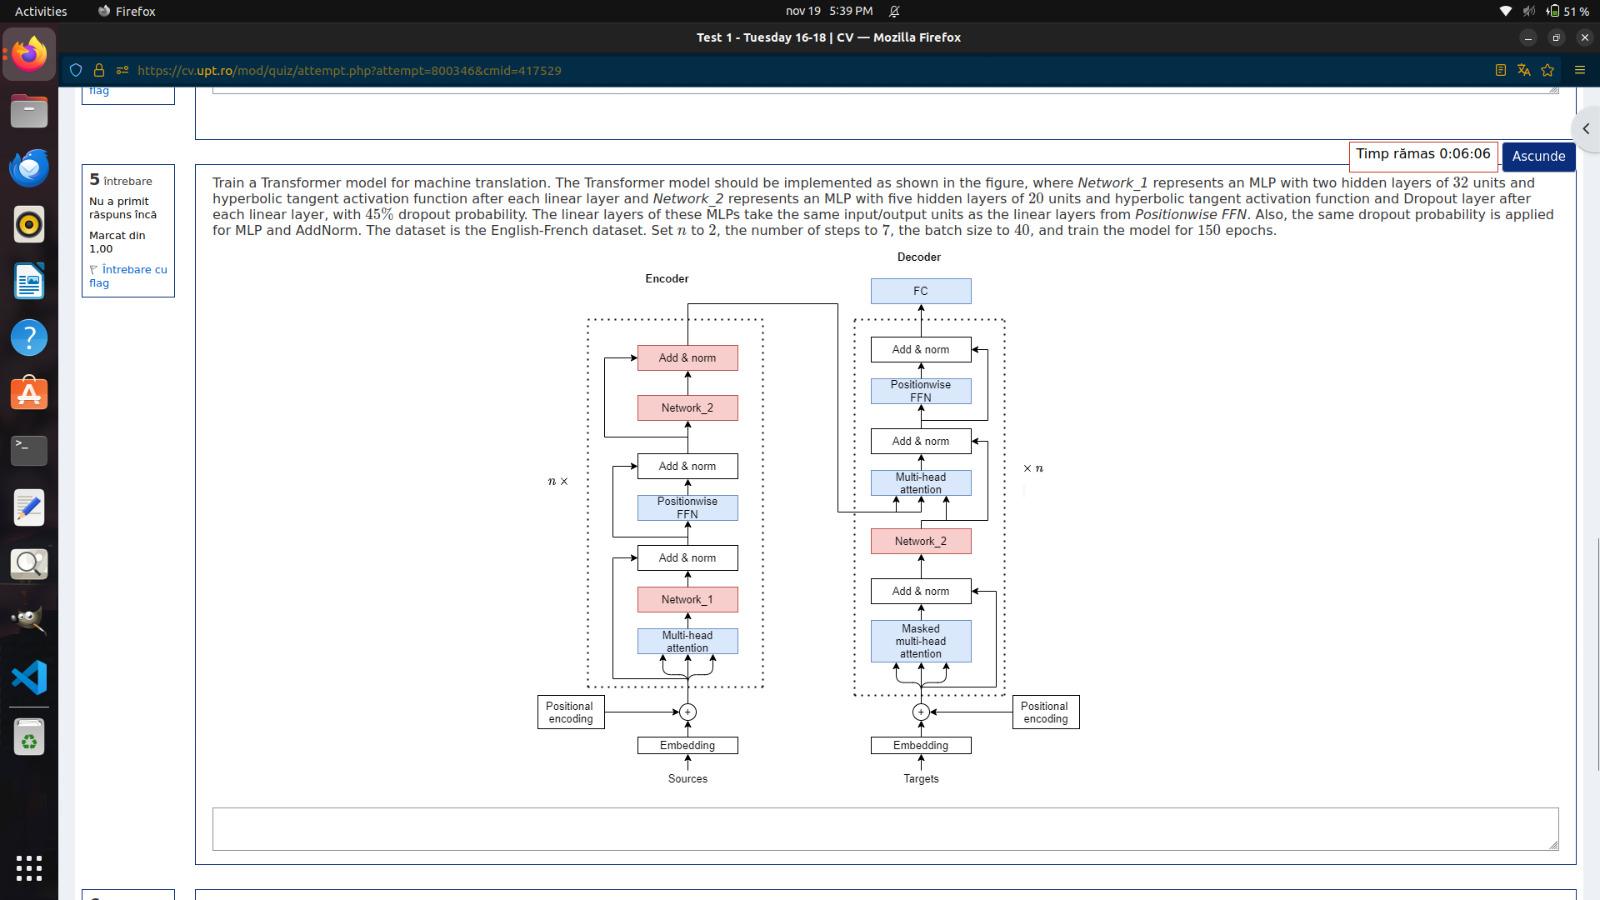 Activities
Firefox
nov 19 5:39 PM
51 %
Test 1 - Tuesday 16-18 | CV — Mozilla Firefox
https://cv.upt.ro/mod/quiz/attempt.php?attempt=800346&cmid=417529
flag
Timp rămas 0:06:06
Ascunde
5 întrebare
Nu a primit
răspuns încă
Marcat din
1,00
Întrebare cu
flag
Train a Transformer model for machine translation. The Transformer model should be implemented as shown in the figure, where Network_1 represents an MLP with two hidden layers of 32 units and
hyperbolic tangent activation function after each linear layer and Network_2 represents an MLP with five hidden layers of 20 units and hyperbolic tangent activation function and Dropout layer after
each linear layer, with 45% dropout probability. The linear layers of these MLPs take the same input/output units as the linear layers from Positionwise FFN. Also, the same dropout probability is applied
for MLP and AddNorm. The dataset is the English-French dataset. Set n to 2, the number of steps to 7, the batch size to 40, and train the model for 150 epochs.
Encoder
Add & norm
Network_2
Add & norm
n ×
Positionwise
FFN
Add & norm
Network_1
Multi-head
attention
Positional
encoding
+
Embedding
Sources
Decoder
FC
Add & norm
Positionwise
FFN
Add & norm
× n
Multi-head
attention
Network_2
Add & norm
Masked
multi-head
attention
+
Positional
encoding
Embedding
Targets